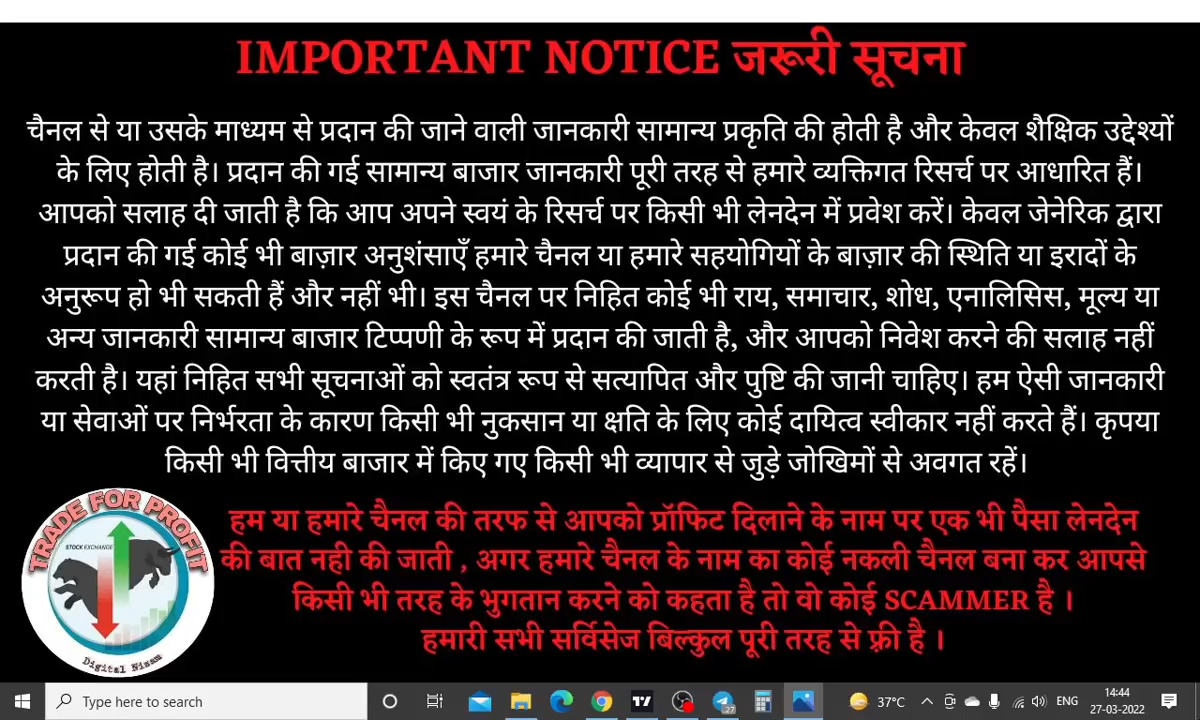 IMPORTANT NOTICE जरूरी सूचना
चैनल से या उसके माध्यम से प्रदान की जाने वाली जानकारी सामान्य प्रकृति की होती है और केवल शैक्षिक उद्देश्यों
के लिए होती है। प्रदान की गई सामान्य बाजार जानकारी पूरी तरह से हमारे व्यक्तिगत रिसर्च पर आधारित हैं।
आपको सलाह दी जाती है कि आप अपने स्वयं के रिसर्च पर किसी भी लेनदेन में प्रवेश करें। केवल जेनेरिक द्वारा
प्रदान की गई कोई भी बाज़ार अनुशंसाएँ हमारे चैनल या हमारे सहयोगियों के बाज़ार की स्थिति या इरादों के
अनुरूप हो भी सकती हैं और नहीं भी। इस चैनल पर निहित कोई भी राय, समाचार, शोध, एनालिसिस, मूल्य या
अन्य जानकारी सामान्य बाजार टिप्पणी के रूप में प्रदान की जाती है, और आपको निवेश करने की सलाह नहीं
करती है। यहां निहित सभी सूचनाओं को स्वतंत्र रूप से सत्यापित और पुष्टि की जानी चाहिए। हम ऐसी जानकारी
या सेवाओं पर निर्भरता के कारण किसी भी नुकसान या क्षति के लिए कोई दायित्व स्वीकार नहीं करते हैं। कृपया
किसी भी वित्तीय बाजार में किए गए किसी भी व्यापार से जुड़े जोखिमों से अवगत रहें।
TRADE FOR PROFIT
STOCK EXCHANGE
Digital Nizam
हम या हमारे चैनल की तरफ से आपको प्रॉफिट दिलाने के नाम पर एक भी पैसा लेनदेन
की बात नही की जाती , अगर हमारे चैनल के नाम का कोई नकली चैनल बना कर आपसे
किसी भी तरह के भुगतान करने को कहता है तो वो कोई SCAMMER है ।
हमारी सभी सर्विसेज बिल्कुल पूरी तरह से फ़्री है ।
Type here to search
27
37°C
ENG
14:44
27-03-2022